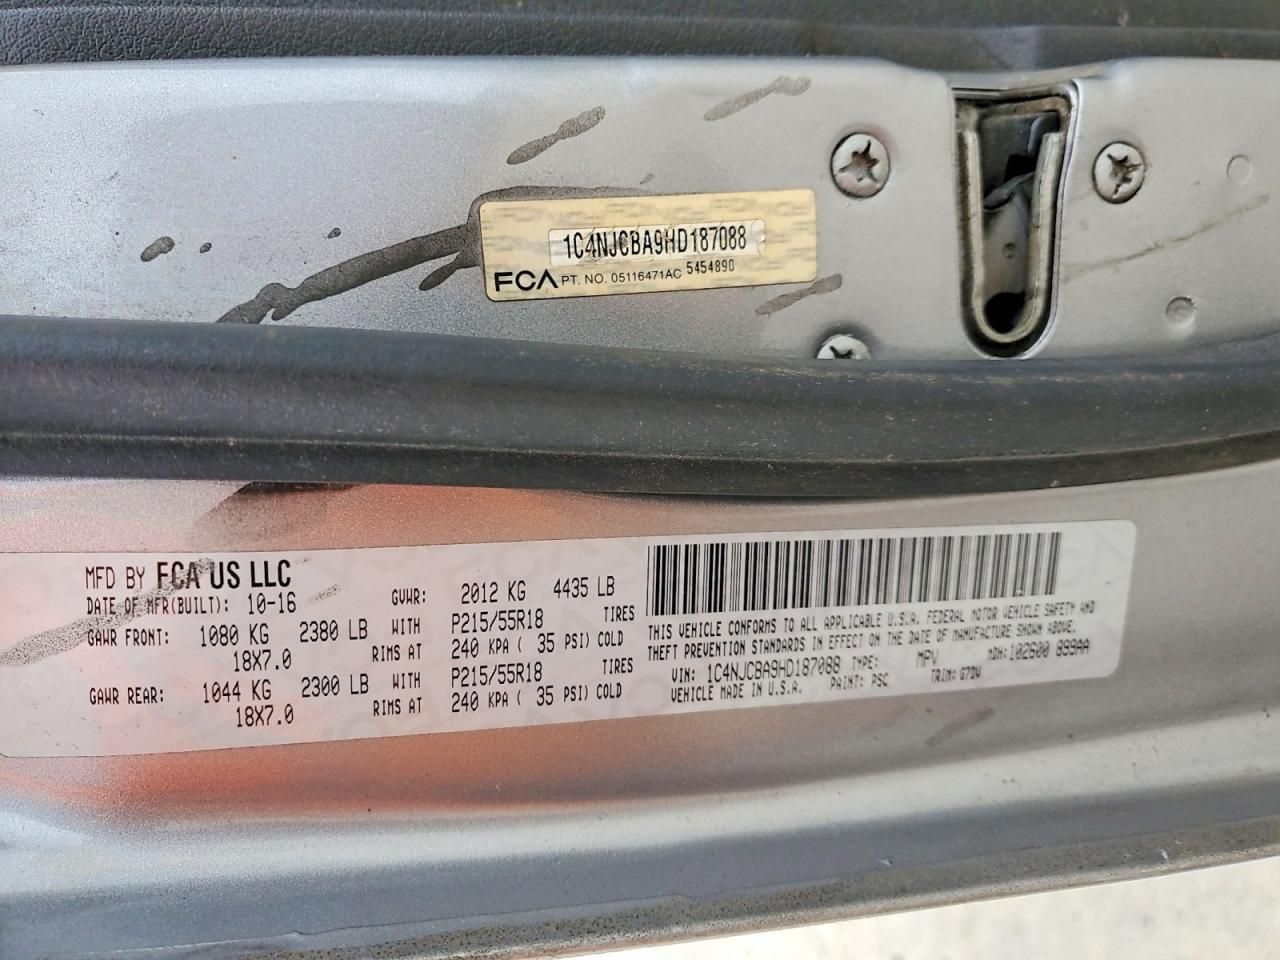 1C4NJCBA9HD187088
FCA PT. NO. 05116471AC 5454890
MFD BY FCA US LLC
DATE OF MFR(BUILT): 10-16 GVWR: 2012 KG 4435 LB
GAWR FRONT: 1080 KG 2380 LB WITH P215/55R18 TIRES
18X7.0 RIMS AT 240 KPA ( 35 PSI) COLD
GAWR REAR: 1044 KG 2300 LB WITH P215/55R18 TIRES
18X7.0 RIMS AT 240 KPA ( 35 PSI) COLD
THIS VEHICLE CONFORMS TO ALL APPLICABLE U.S.A. FEDERAL MOTOR VEHICLE SAFETY AND
THEFT PREVENTION STANDARDS IN EFFECT ON THE DATE OF MANUFACTURE SHOWN ABOVE.
VIN: 1C4NJCBA9HD187088 TYPE: MPV MDH: 102600 899AA
VEHICLE MADE IN U.S.A. PAINT: PSC TRIM: G7DW